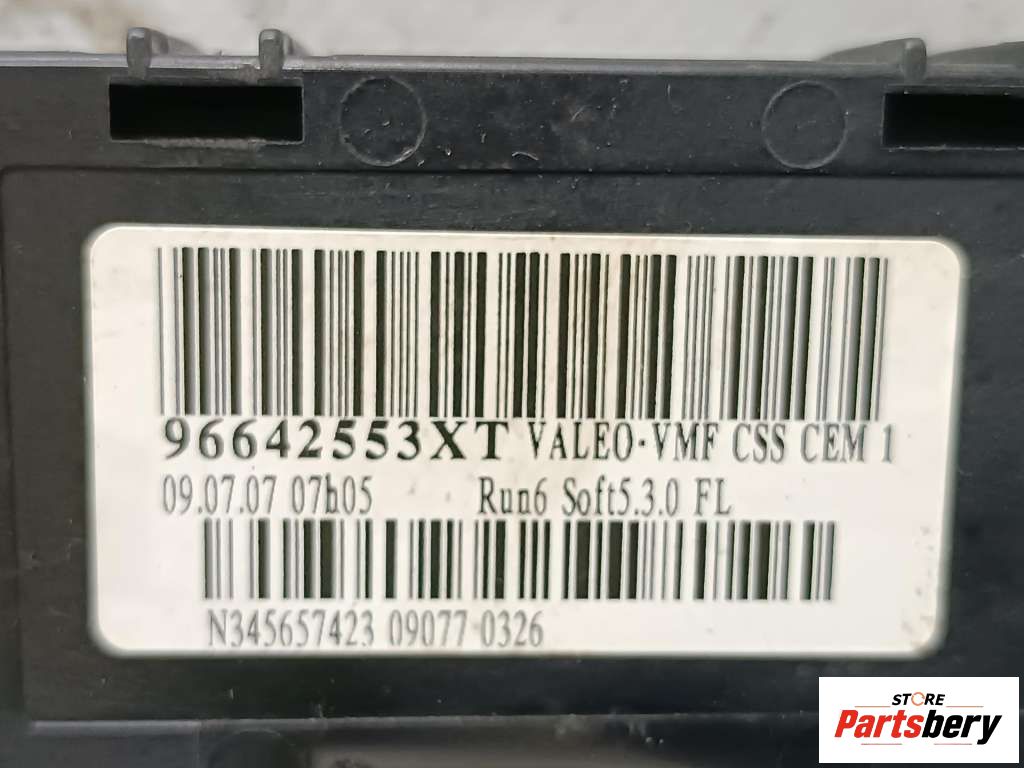 96642553XT VALEO-VMF CSS CEM 1
09.07.07 07h05 Run6 Soft5.3.0 FL
N345657423 09077 0326
STORE
Partsbery